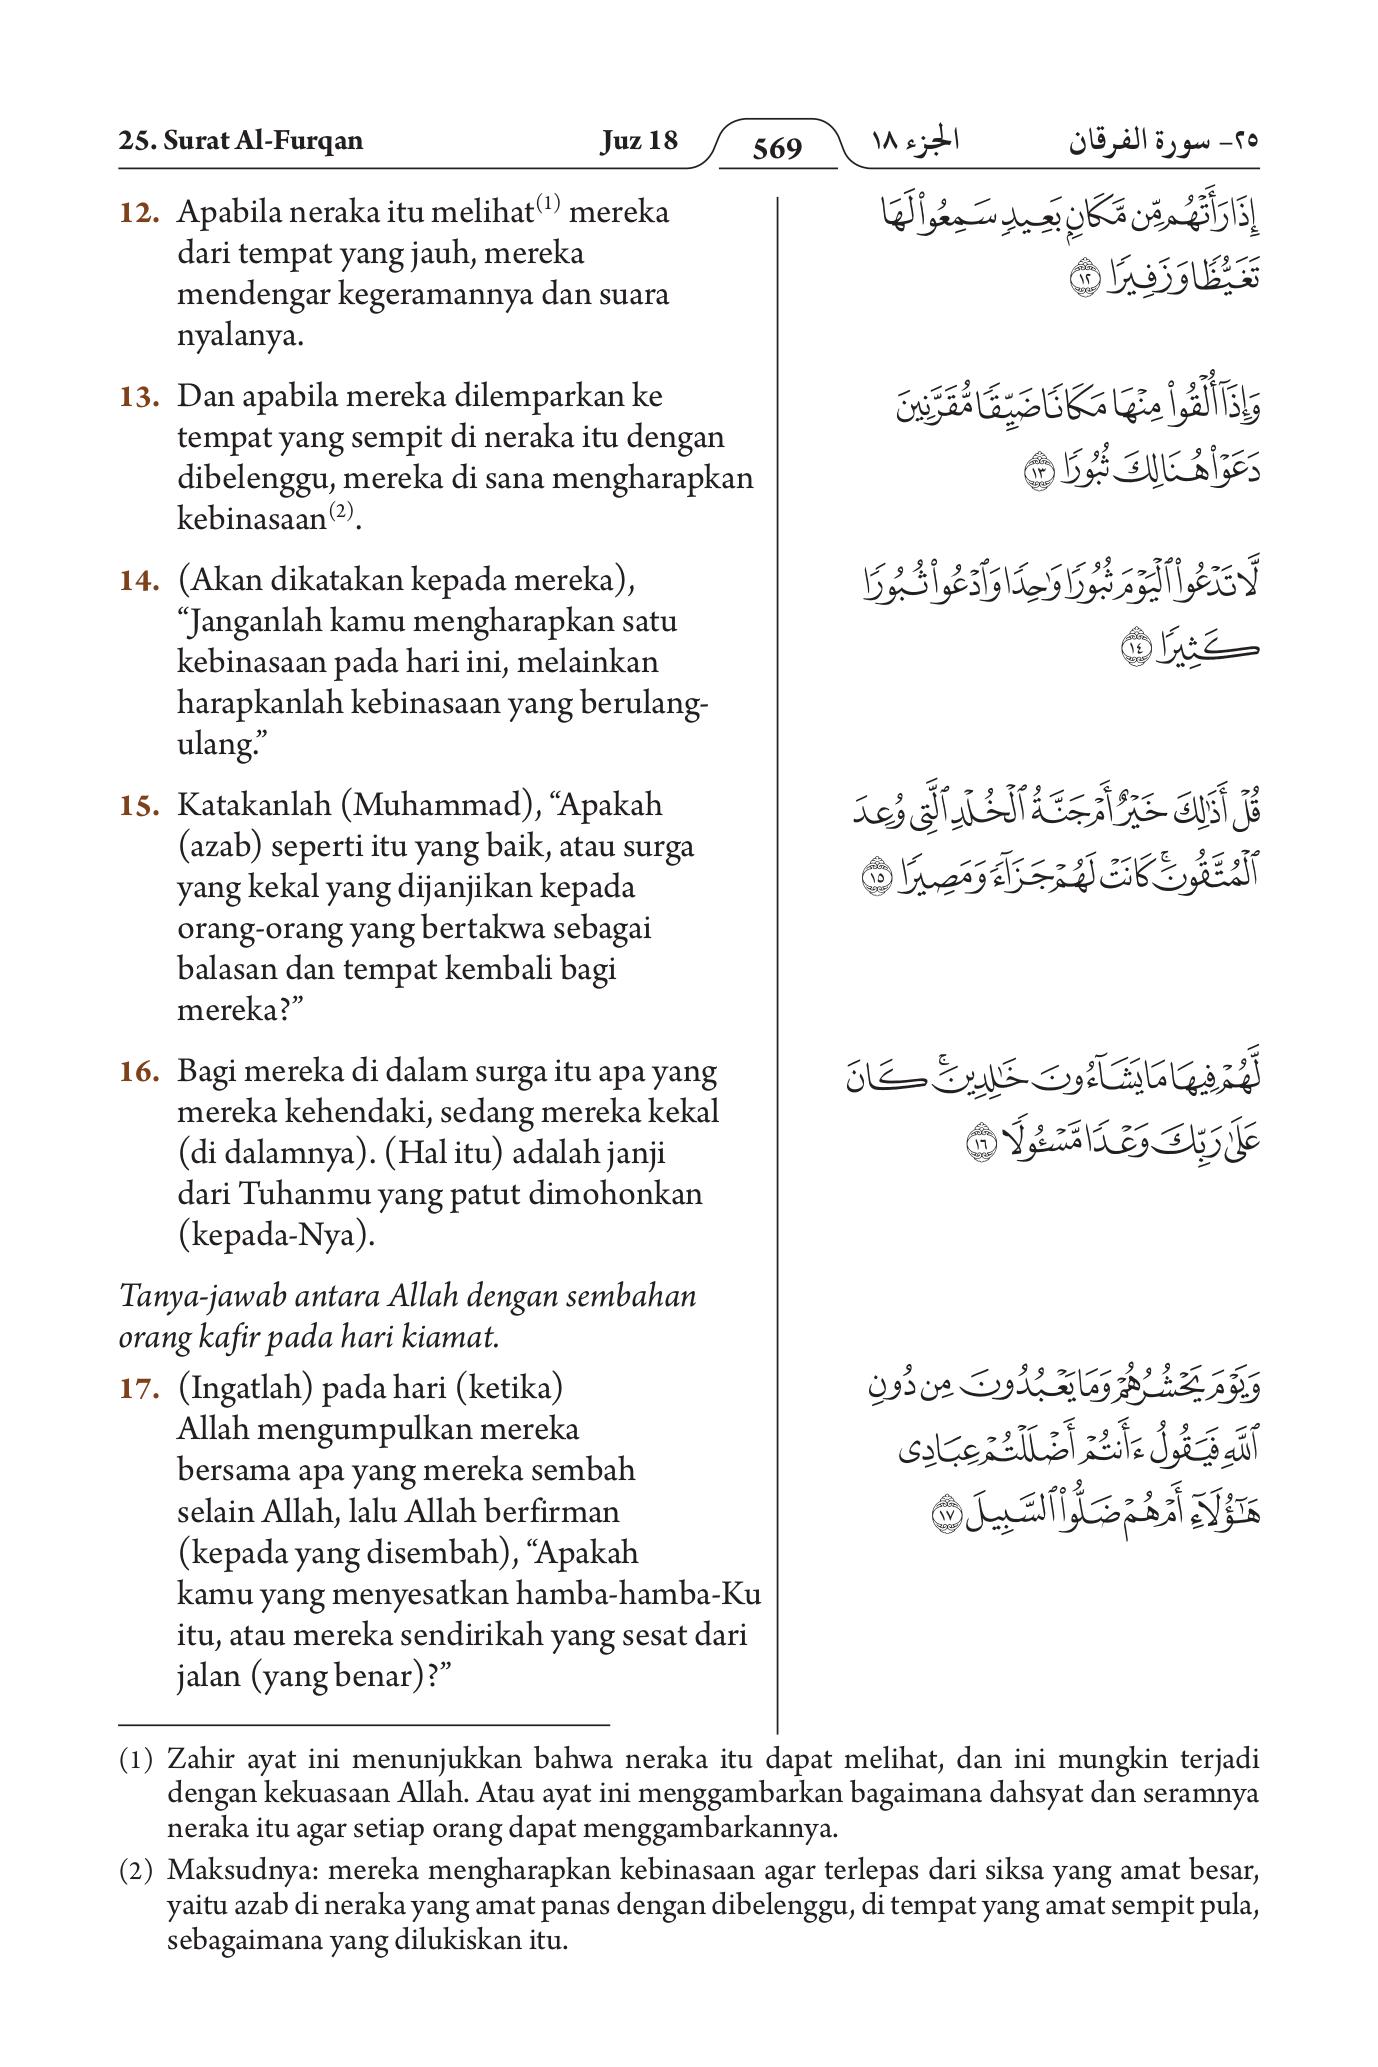 25. Surat Al-Furqan Juz 18 569 الجزء ١٨ ٢٥- سورة الفرقان
12. Apabila neraka itu melihat(1) mereka
dari tempat yang jauh, mereka
mendengar kegeramannya dan suara
nyalanya.
13. Dan apabila mereka dilemparkan ke
tempat yang sempit di neraka itu dengan
dibelenggu, mereka di sana mengharapkan
kebinasaan(2).
14. (Akan dikatakan kepada mereka),
“Janganlah kamu mengharapkan satu
kebinasaan pada hari ini, melainkan
harapkanlah kebinasaan yang berulang-
ulang.”
15. Katakanlah (Muhammad), “Apakah
(azab) seperti itu yang baik, atau surga
yang kekal yang dijanjikan kepada
orang-orang yang bertakwa sebagai
balasan dan tempat kembali bagi
mereka?”
16. Bagi mereka di dalam surga itu apa yang
mereka kehendaki, sedang mereka kekal
(di dalamnya). (Hal itu) adalah janji
dari Tuhanmu yang patut dimohonkan
(kepada-Nya).
Tanya-jawab antara Allah dengan sembahan
orang kafir pada hari kiamat.
17. (Ingatlah) pada hari (ketika)
Allah mengumpulkan mereka
bersama apa yang mereka sembah
selain Allah, lalu Allah berfirman
(kepada yang disembah), “Apakah
kamu yang menyesatkan hamba-hamba-Ku
itu, atau mereka sendirikah yang sesat dari
jalan (yang benar)?”
إِذَا رَأَتْهُم مِّن مَّكَانٍۭ بَعِيدٍ سَمِعُوا۟ لَهَا
تَغَيُّظًا وَزَفِيرًا ١٢
وَإِذَآ أُلْقُوا۟ مِنْهَا مَكَانًا ضَيِّقًا مُّقَرَّنِينَ
دَعَوْا۟ هُنَالِكَ ثُبُورًا ١٣
لَّا تَدْعُوا۟ ٱلْيَوْمَ ثُبُورًا وَٰحِدًا وَٱدْعُوا۟ ثُبُورًا
كَثِيرًا ١٤
قُلْ أَذَٰلِكَ خَيْرٌ أَمْ جَنَّةُ ٱلْخُلْدِ ٱلَّتِى وُعِدَ
ٱلْمُتَّقُونَ ۚ كَانَتْ لَهُمْ جَزَآءً وَمَصِيرًا ١٥
لَّهُمْ فِيهَا مَا يَشَآءُونَ خَٰلِدِينَ ۚ كَانَ
عَلَىٰ رَبِّكَ وَعْدًا مَّسْـُٔولًا ١٦
وَيَوْمَ يَحْشُرُهُمْ وَمَا يَعْبُدُونَ مِن دُونِ
ٱللَّهِ فَيَقُولُ ءَأَنتُمْ أَضْلَلْتُمْ عِبَادِى
هَٰٓؤُلَآءِ أَمْ هُمْ ضَلُّوا۟ ٱلسَّبِيلَ ١٧
(1) Zahir ayat ini menunjukkan bahwa neraka itu dapat melihat, dan ini mungkin terjadi
dengan kekuasaan Allah. Atau ayat ini menggambarkan bagaimana dahsyat dan seramnya
neraka itu agar setiap orang dapat menggambarkannya.
(2) Maksudnya: mereka mengharapkan kebinasaan agar terlepas dari siksa yang amat besar,
yaitu azab di neraka yang amat panas dengan dibelenggu, di tempat yang amat sempit pula,
sebagaimana yang dilukiskan itu.